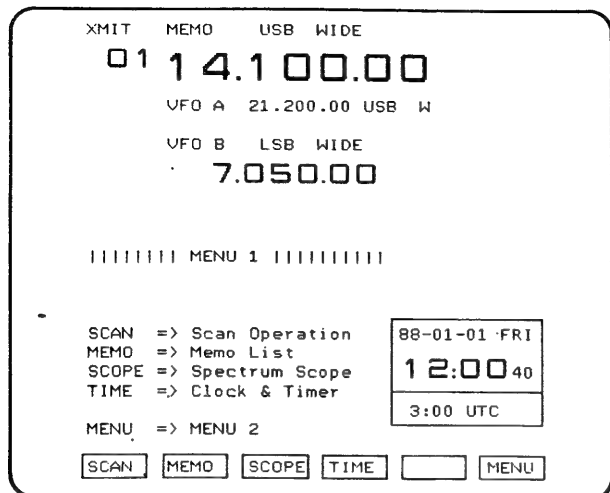 XMIT MEMO USB WIDE
01 14.100.00
VFO A 21.200.00 USB W
VFO B LSB WIDE
7.050.00
|||||||| MENU 1 ||||||||||
SCAN => Scan Operation
MEMO => Memo List
SCOPE => Spectrum Scope
TIME => Clock & Timer
MENU => MENU 2
88-01-01 FRI
12:00 40
3:00 UTC
SCAN MEMO SCOPE TIME MENU